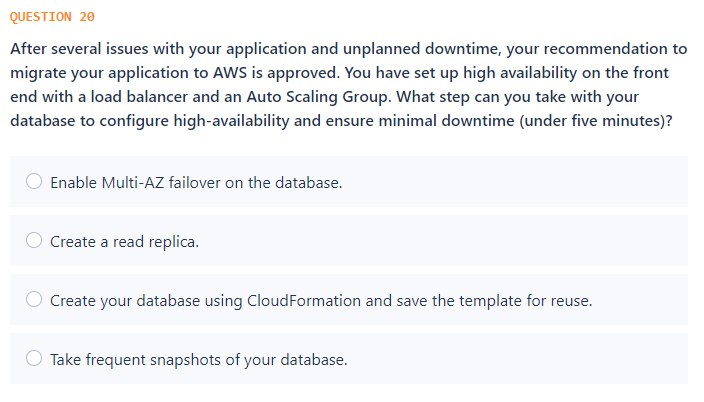 QUESTION 20
After several issues with your application and unplanned downtime, your recommendation to
migrate your application to AWS is approved. You have set up high availability on the front
end with a load balancer and an Auto Scaling Group. What step can you take with your
database to configure high-availability and ensure minimal downtime (under five minutes)?
Enable Multi-AZ failover on the database.
Create a read replica.
Create your database using CloudFormation and save the template for reuse.
Take frequent snapshots of your database.